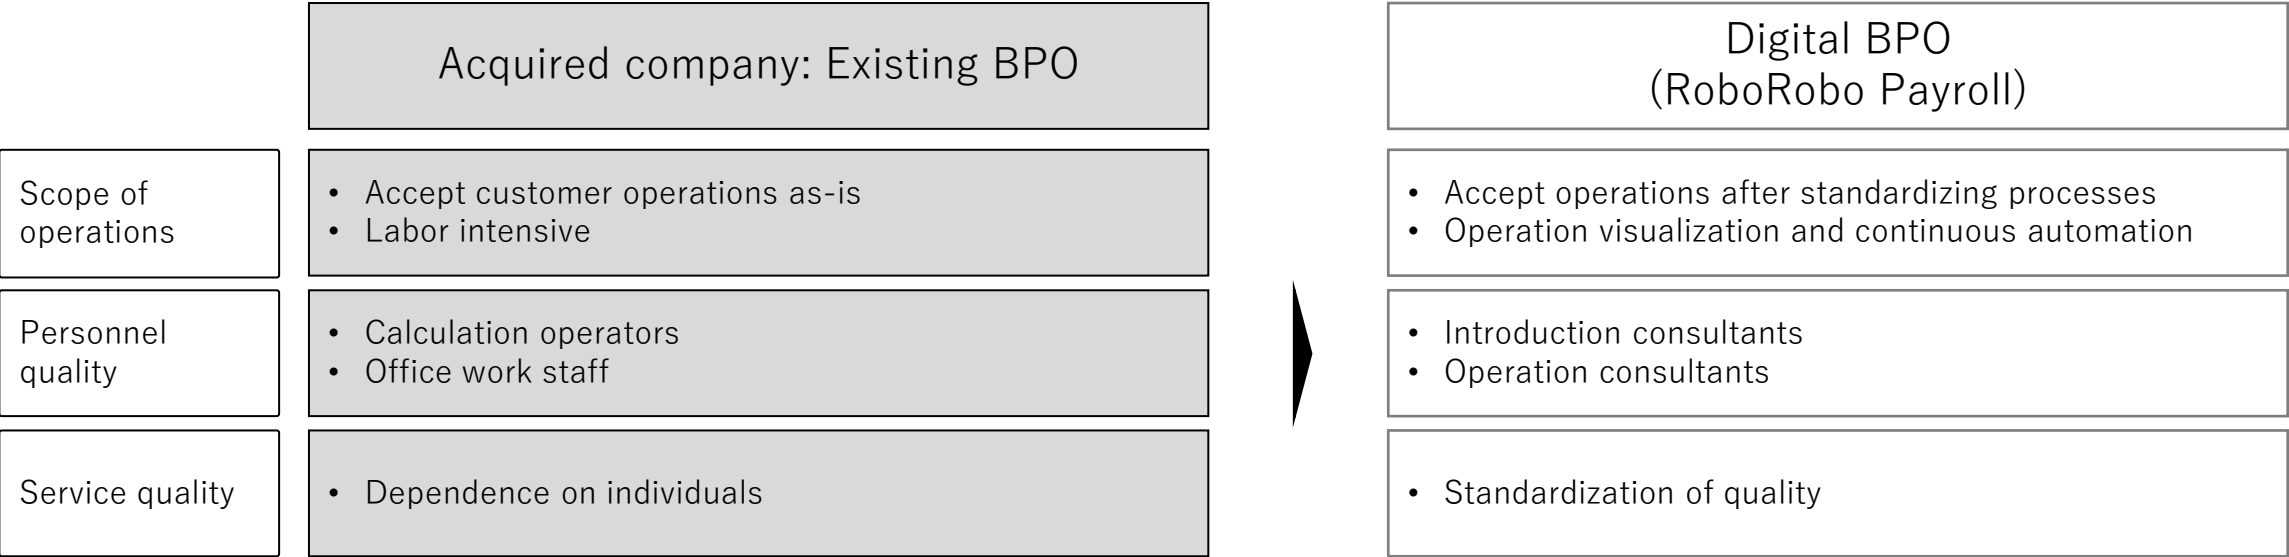 Acquired company: Existing BPO
Digital BPO
(RoboRobo Payroll)
Scope of
operations
• Accept customer operations as-is
• Labor intensive
• Accept operations after standardizing processes
• Operation visualization and continuous automation
Personnel
quality
• Calculation operators
• Office work staff
• Introduction consultants
• Operation consultants
Service quality
• Dependence on individuals
• Standardization of quality